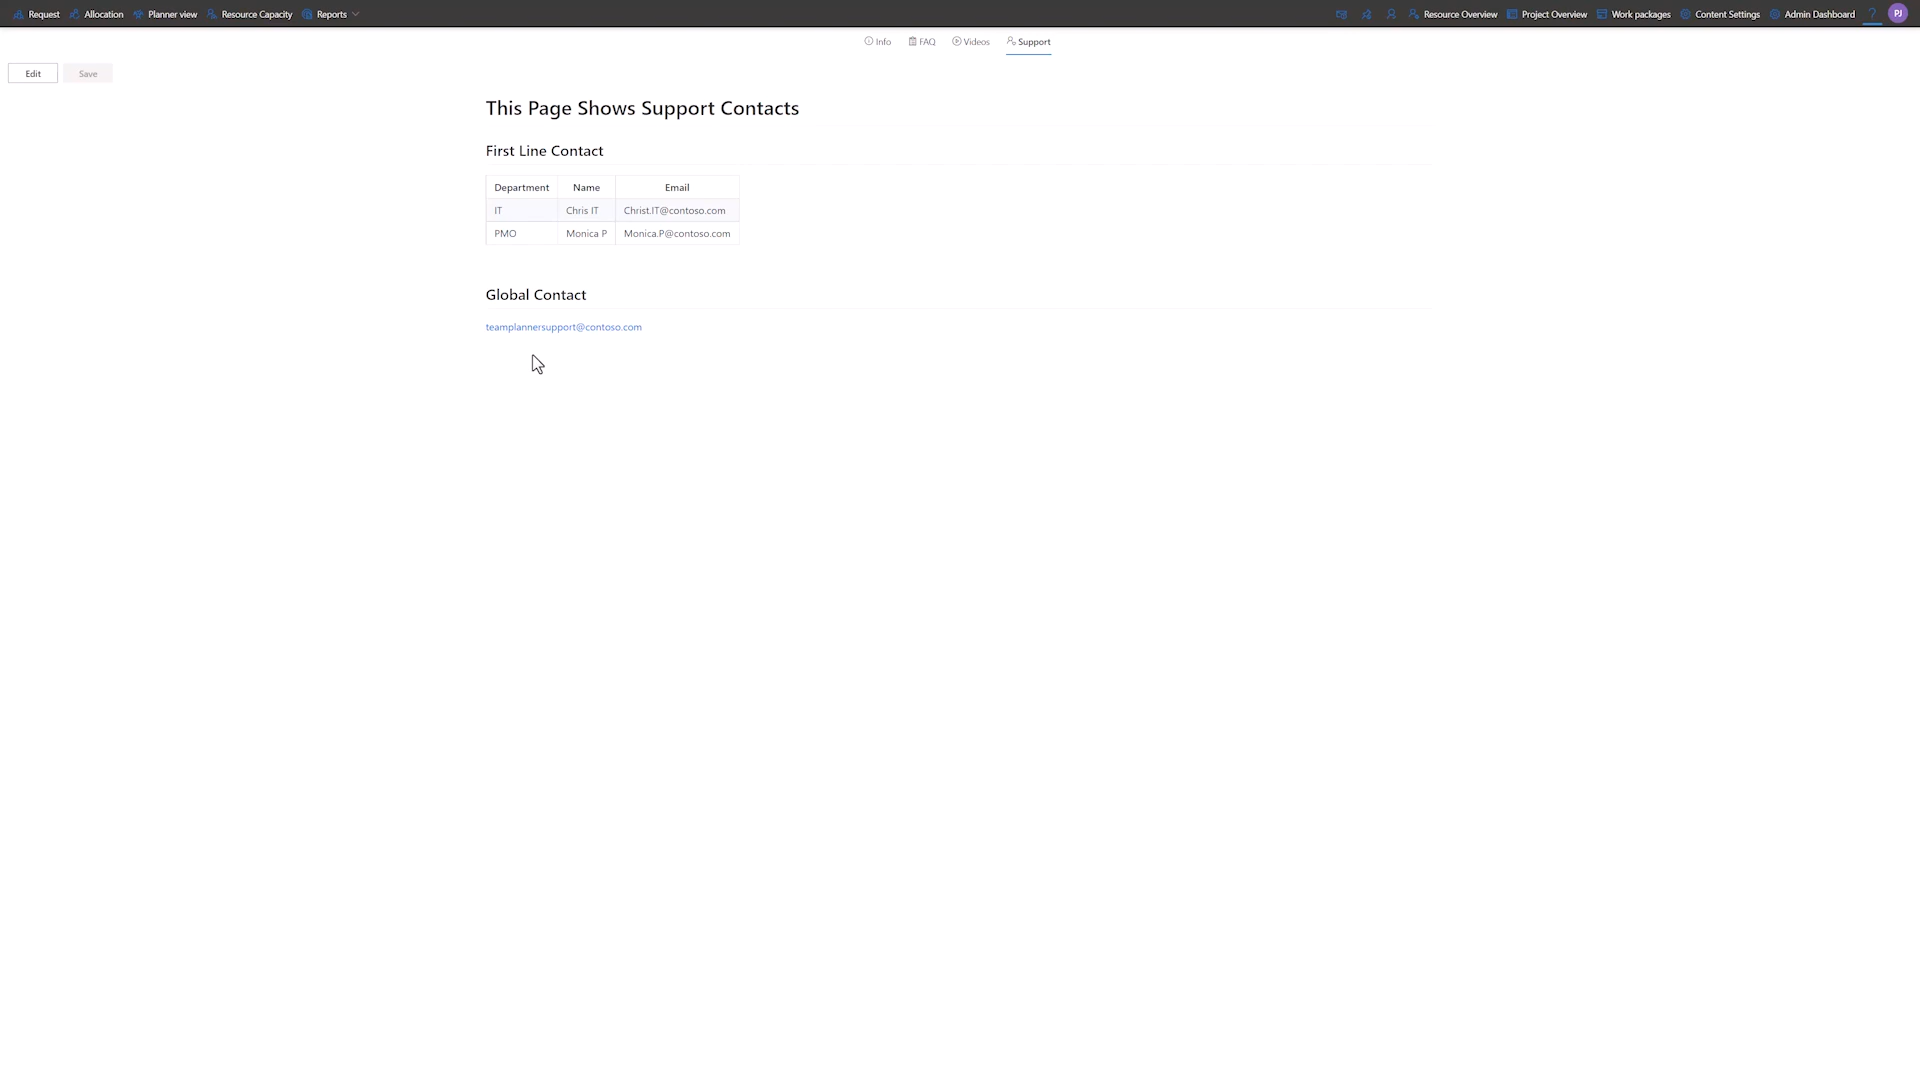 Request Allocation Planner view Resource Capacity Reports Resource Overview Project Overview Work packages Content Settings Admin Dashboard ? PJ
Info FAQ Videos Support
Edit Save
This Page Shows Support Contacts
First Line Contact
Department Name Email
IT Chris IT Christ.IT@contoso.com
PMO Monica P Monica.P@contoso.com
Global Contact
teamplannersupport@contoso.com